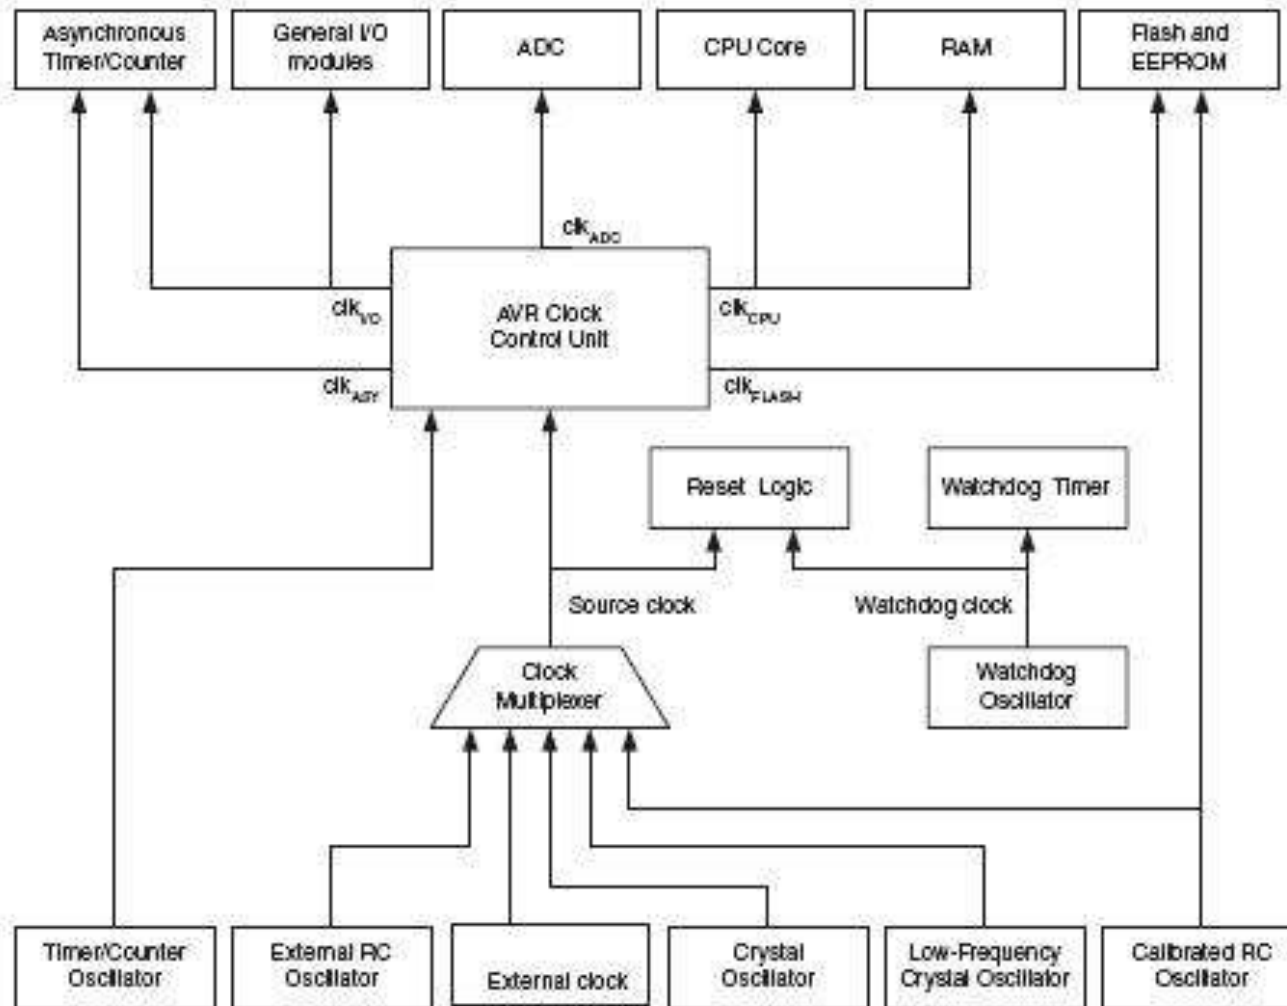 Asynchronous
Timer/Counter
General I/O
modules
ADC
CPU Core
RAM
Flash and
EEPROM
clkADC
clkI/O
AVR Clock
Control Unit
clkCPU
clkASY
clkFLASH
Reset Logic
Watchdog Timer
Source clock
Watchdog clock
Clock
Multiplexer
Watchdog
Oscillator
Timer/Counter
Oscillator
External RC
Oscillator
External clock
Crystal
Oscillator
Low-Frequency
Crystal Oscillator
Calibrated RC
Oscillator